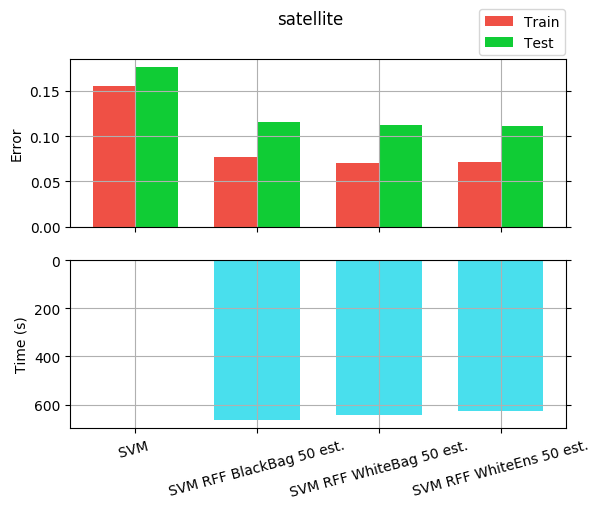 satellite
Train
Test
Error
0.15
0.10
0.05
0.00
Time (s)
0
200
400
600
SVM
SVM RFF BlackBag 50 est.
SVM RFF WhiteBag 50 est.
SVM RFF WhiteEns 50 est.